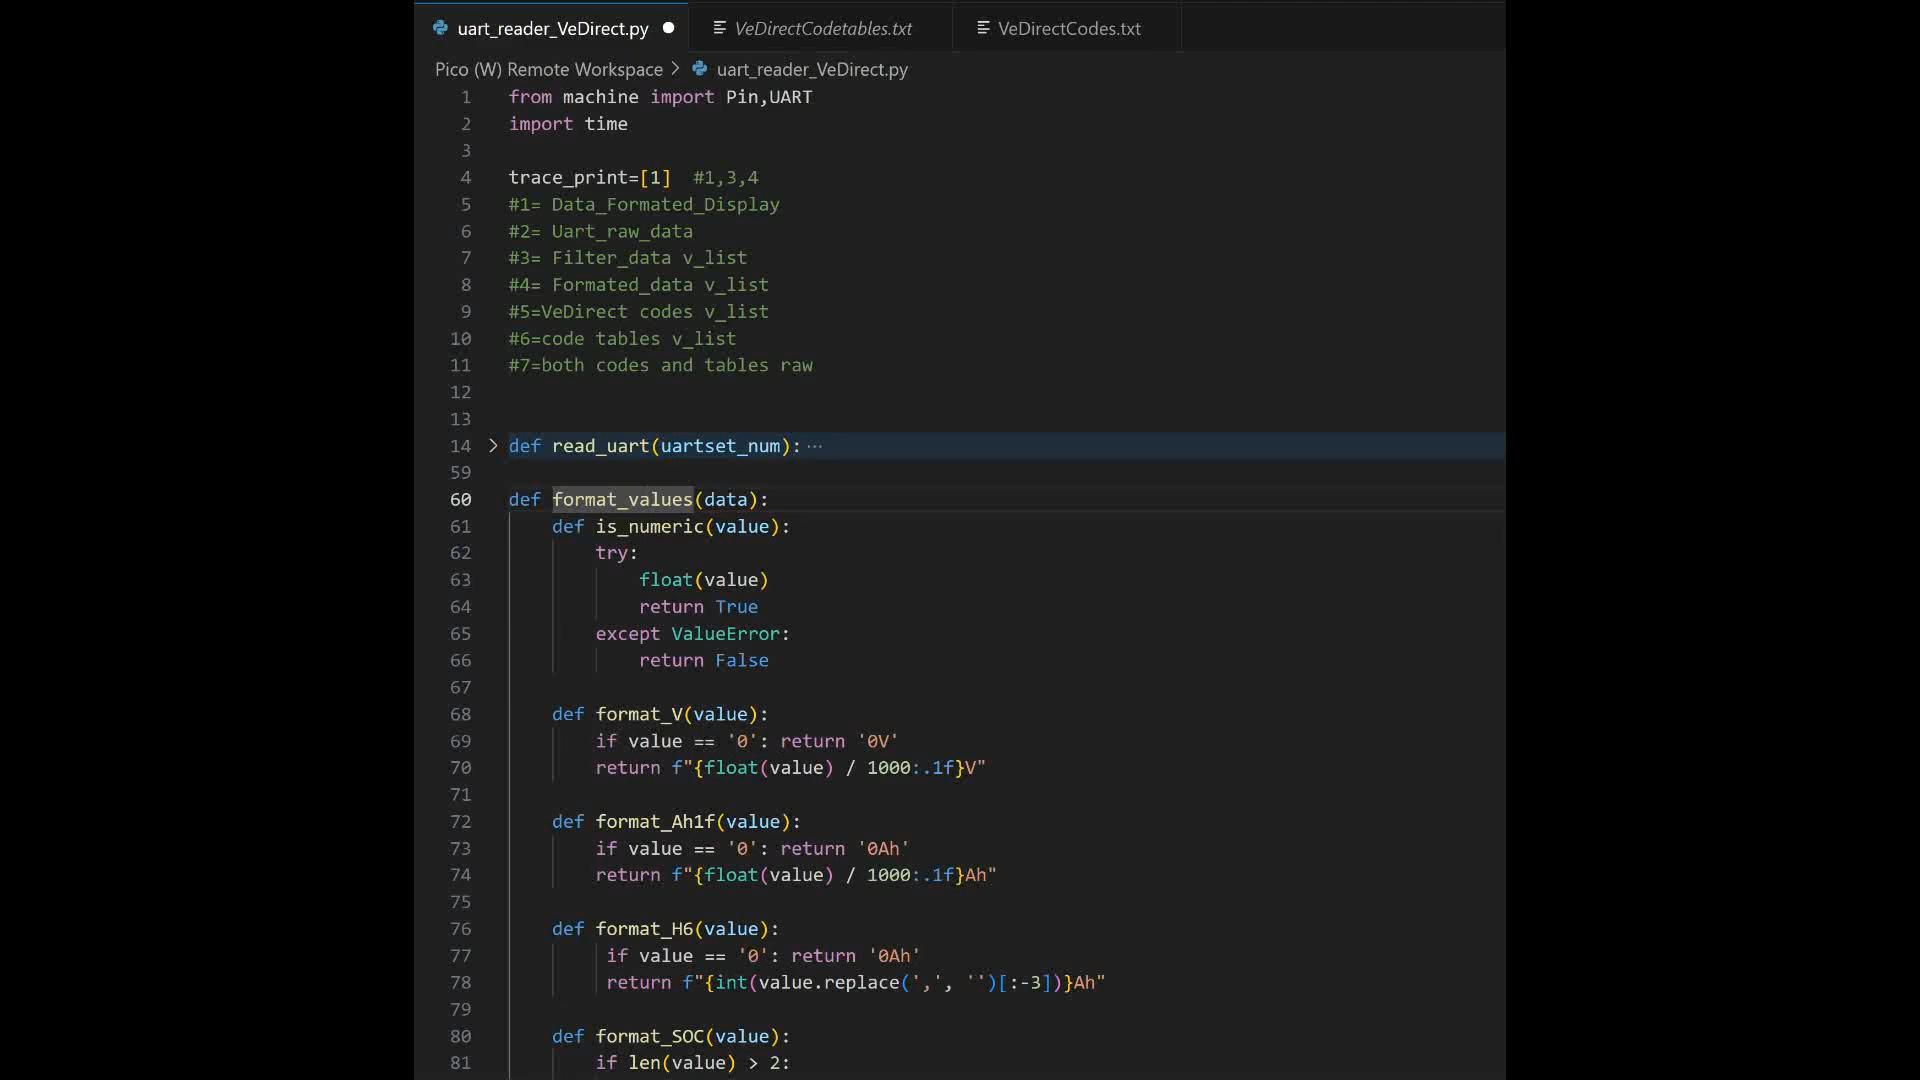 uart_reader_VeDirect.py ● VeDirectCodetables.txt VeDirectCodes.txt
Pico (W) Remote Workspace > uart_reader_VeDirect.py
1 from machine import Pin,UART
2 import time
3
4 trace_print=[1]  #1,3,4
5 #1= Data_Formated_Display
6 #2= Uart_raw_data
7 #3= Filter_data v_list
8 #4= Formated_data v_list
9 #5=VeDirect codes v_list
10 #6=code tables v_list
11 #7=both codes and tables raw
12
13
14 > def read_uart(uartset_num): ···
59
60 def format_values(data):
61     def is_numeric(value):
62         try:
63             float(value)
64             return True
65         except ValueError:
66             return False
67
68     def format_V(value):
69         if value == '0': return '0V'
70         return f"{float(value) / 1000:.1f}V"
71
72     def format_Ah1f(value):
73         if value == '0': return '0Ah'
74         return f"{float(value) / 1000:.1f}Ah"
75
76     def format_H6(value):
77          if value == '0': return '0Ah'
78          return f"{int(value.replace(',', '')[:-3])}Ah"
79
80     def format_SOC(value):
81         if len(value) > 2: